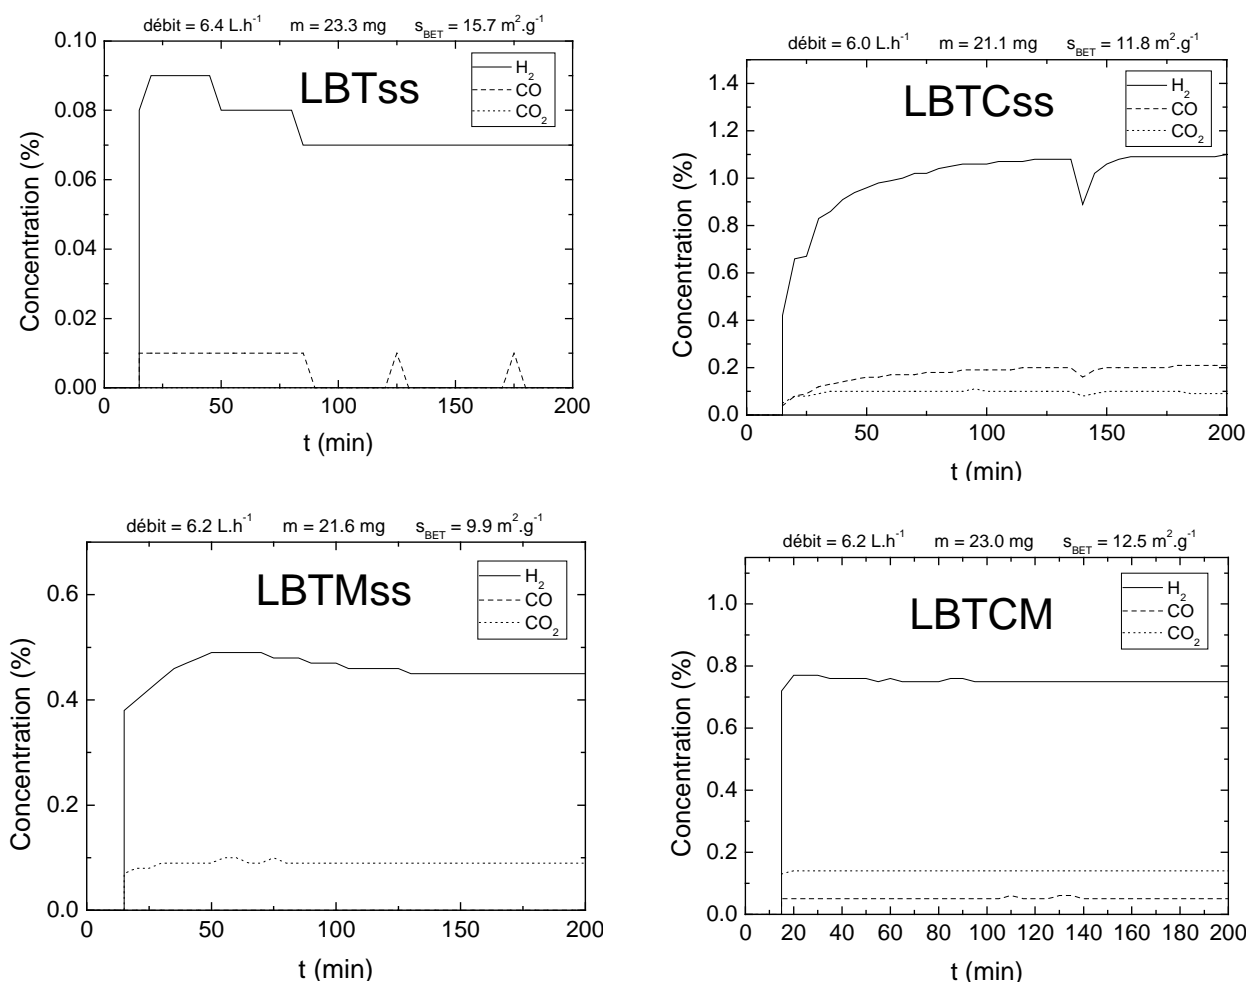 débit = 6.4 L.h⁻¹ m = 23.3 mg s_BET = 15.7 m².g⁻¹
LBTss
H₂
CO
CO₂
Concentration (%)
0.10
0.08
0.06
0.04
0.02
0.00
0 50 100 150 200
t (min)
débit = 6.0 L.h⁻¹ m = 21.1 mg s_BET = 11.8 m².g⁻¹
LBTCss
H₂
CO
CO₂
Concentration (%)
1.4
1.2
1.0
0.8
0.6
0.4
0.2
0.0
0 50 100 150 200
t (min)
débit = 6.2 L.h⁻¹ m = 21.6 mg s_BET = 9.9 m².g⁻¹
LBTMss
H₂
CO
CO₂
Concentration (%)
0.6
0.4
0.2
0.0
0 50 100 150 200
t (min)
débit = 6.2 L.h⁻¹ m = 23.0 mg s_BET = 12.5 m².g⁻¹
LBTCM
H₂
CO
CO₂
Concentration (%)
1.0
0.8
0.6
0.4
0.2
0.0
0 20 40 60 80 100 120 140 160 180 200
t (min)